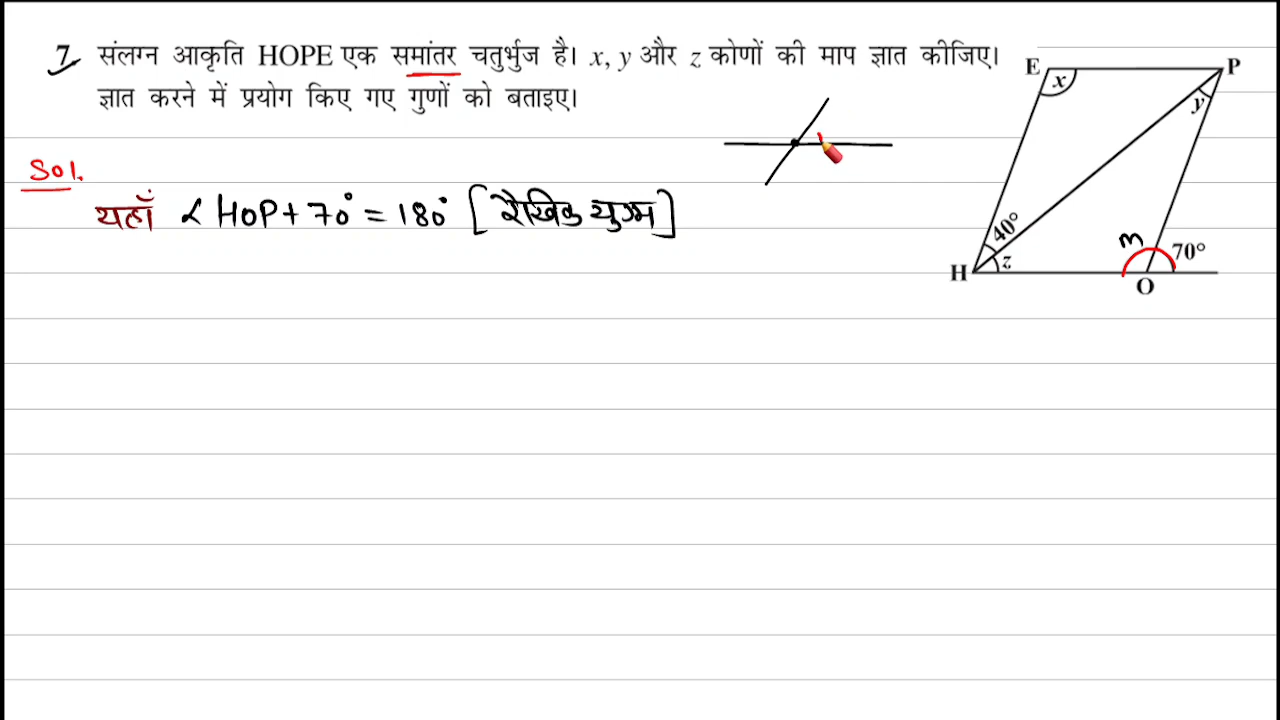 7. संलग्न आकृति HOPE एक समांतर चतुर्भुज है। x, y और z कोणों की माप ज्ञात कीजिए।
ज्ञात करने में प्रयोग किए गए गुणों को बताइए।
Sol.
यहाँ ∠HOP + 70° = 180° [रैखिक युग्म]
E
x
P
y
40°
z
H
m
70°
O